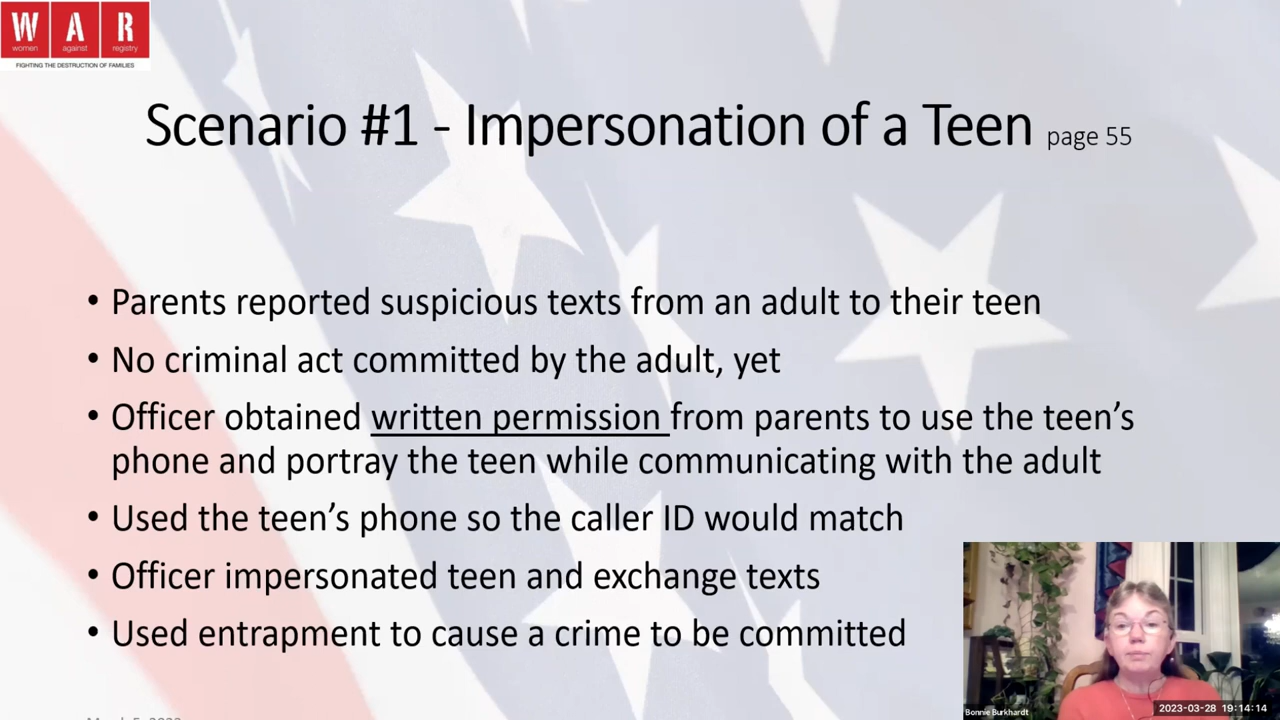 W A R
women against registry
FIGHTING THE DESTRUCTION OF FAMILIES
Scenario #1 - Impersonation of a Teen page 55
• Parents reported suspicious texts from an adult to their teen
• No criminal act committed by the adult, yet
• Officer obtained written permission from parents to use the teen’s
phone and portray the teen while communicating with the adult
• Used the teen’s phone so the caller ID would match
• Officer impersonated teen and exchange texts
• Used entrapment to cause a crime to be committed
Bonnie Burkhardt
2023-03-28 19:14:14